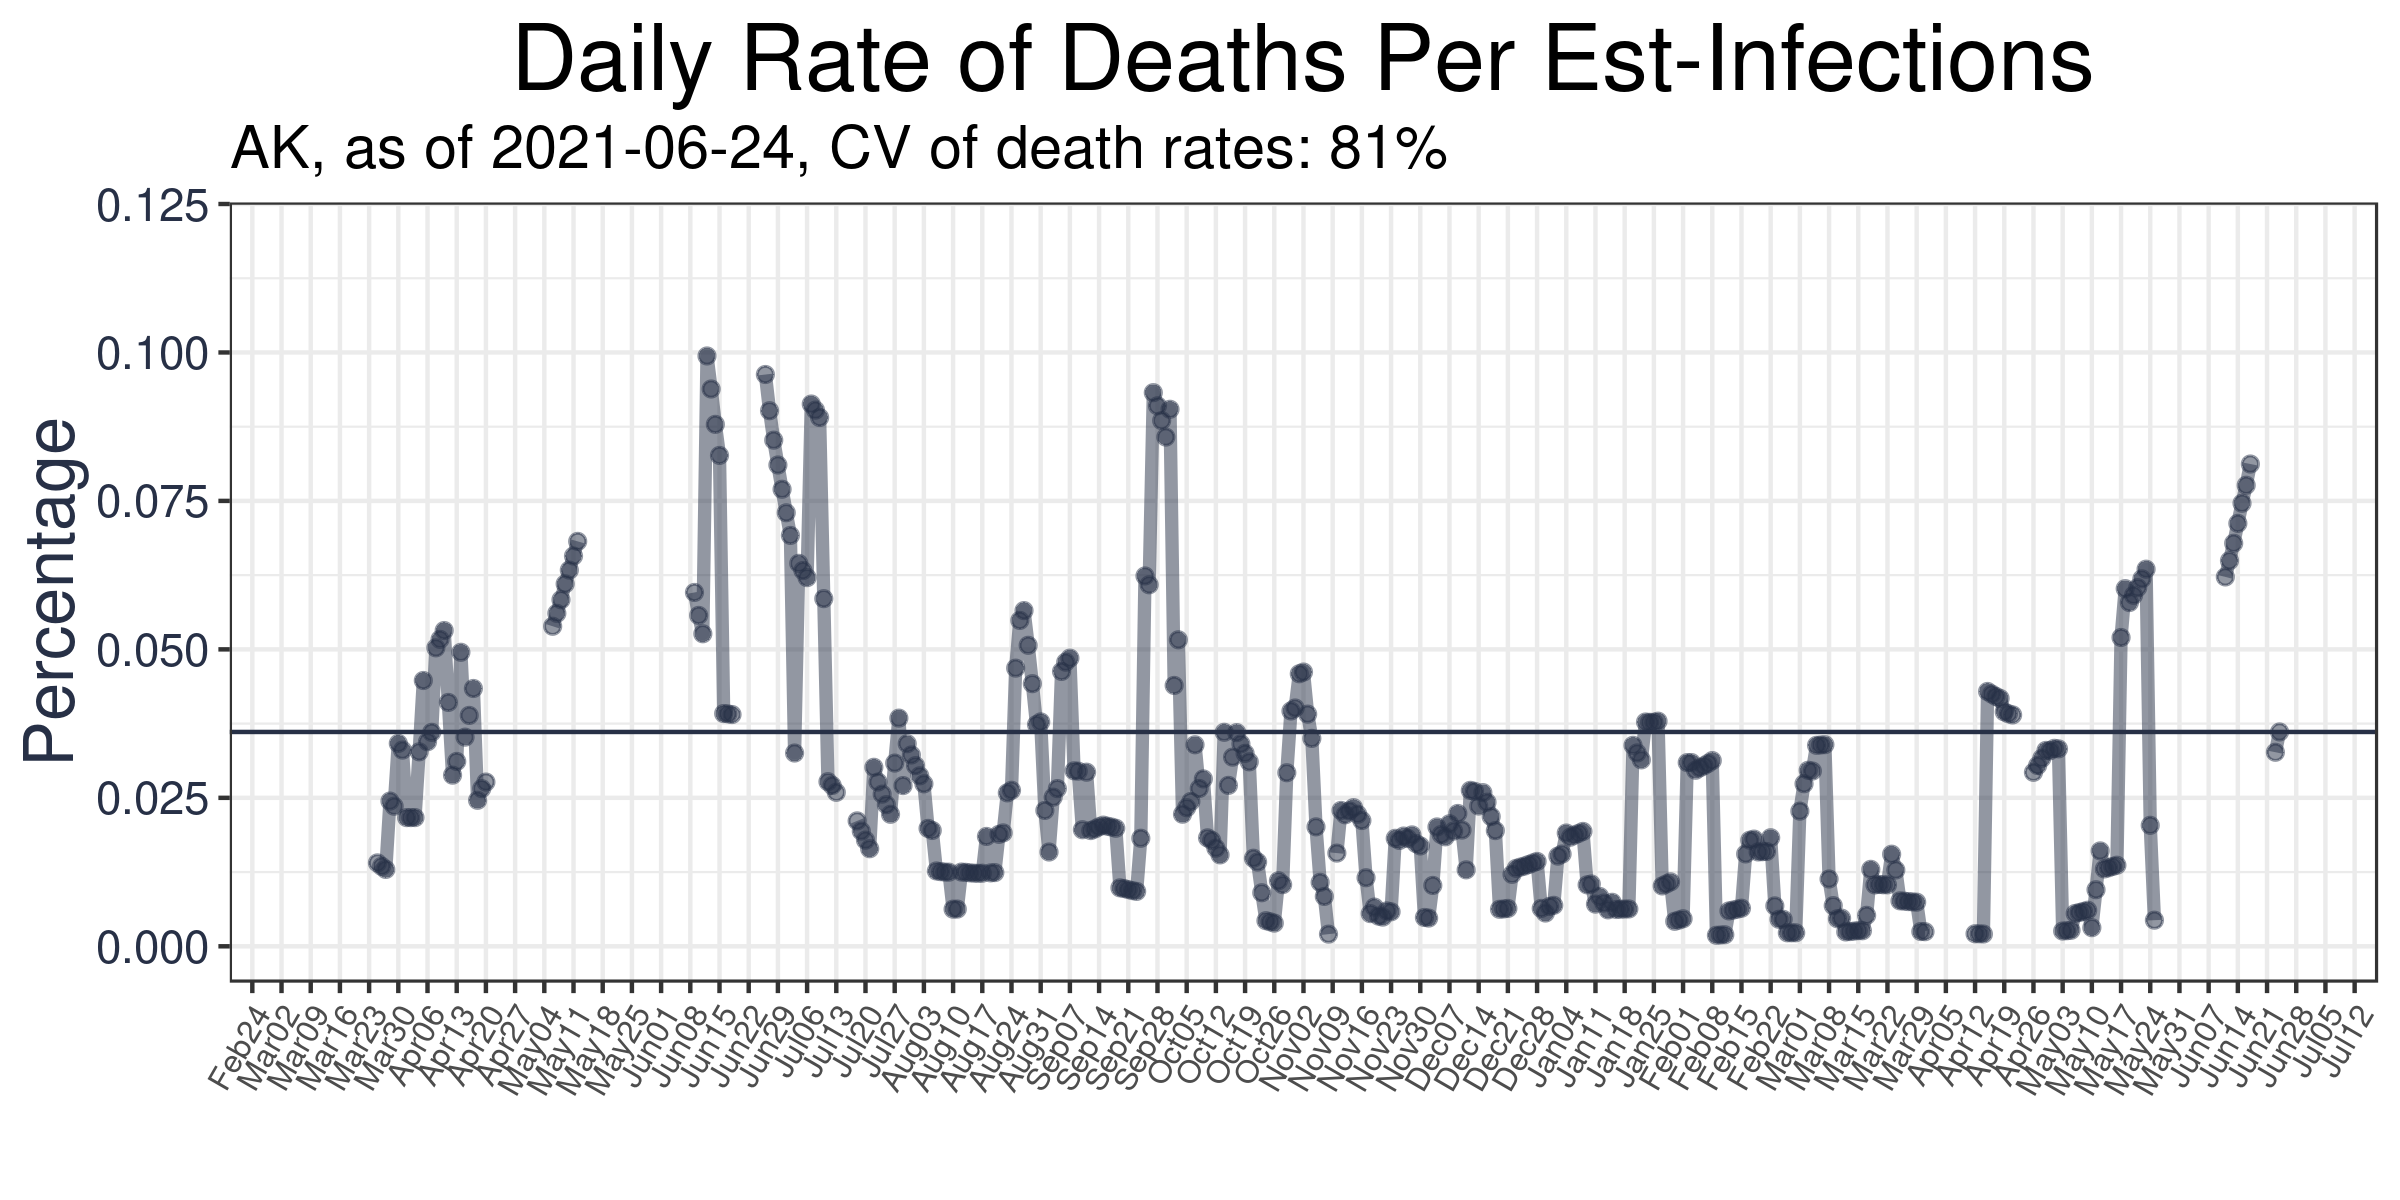 Daily Rate of Deaths Per Est-Infections
AK, as of 2021-06-24, CV of death rates: 81%
Percentage
0.125
0.100
0.075
0.050
0.025
0.000
Feb24
Mar02
Mar09
Mar16
Mar23
Mar30
Apr06
Apr13
Apr20
Apr27
May04
May11
May18
May25
Jun01
Jun08
Jun15
Jun22
Jun29
Jul06
Jul13
Jul20
Jul27
Aug03
Aug10
Aug17
Aug24
Aug31
Sep07
Sep14
Sep21
Sep28
Oct05
Oct12
Oct19
Oct26
Nov02
Nov09
Nov16
Nov23
Nov30
Dec07
Dec14
Dec21
Dec28
Jan04
Jan11
Jan18
Jan25
Feb01
Feb08
Feb15
Feb22
Mar01
Mar08
Mar15
Mar22
Mar29
Apr05
Apr12
Apr19
Apr26
May03
May10
May17
May24
May31
Jun07
Jun14
Jun21
Jun28
Jul05
Jul12